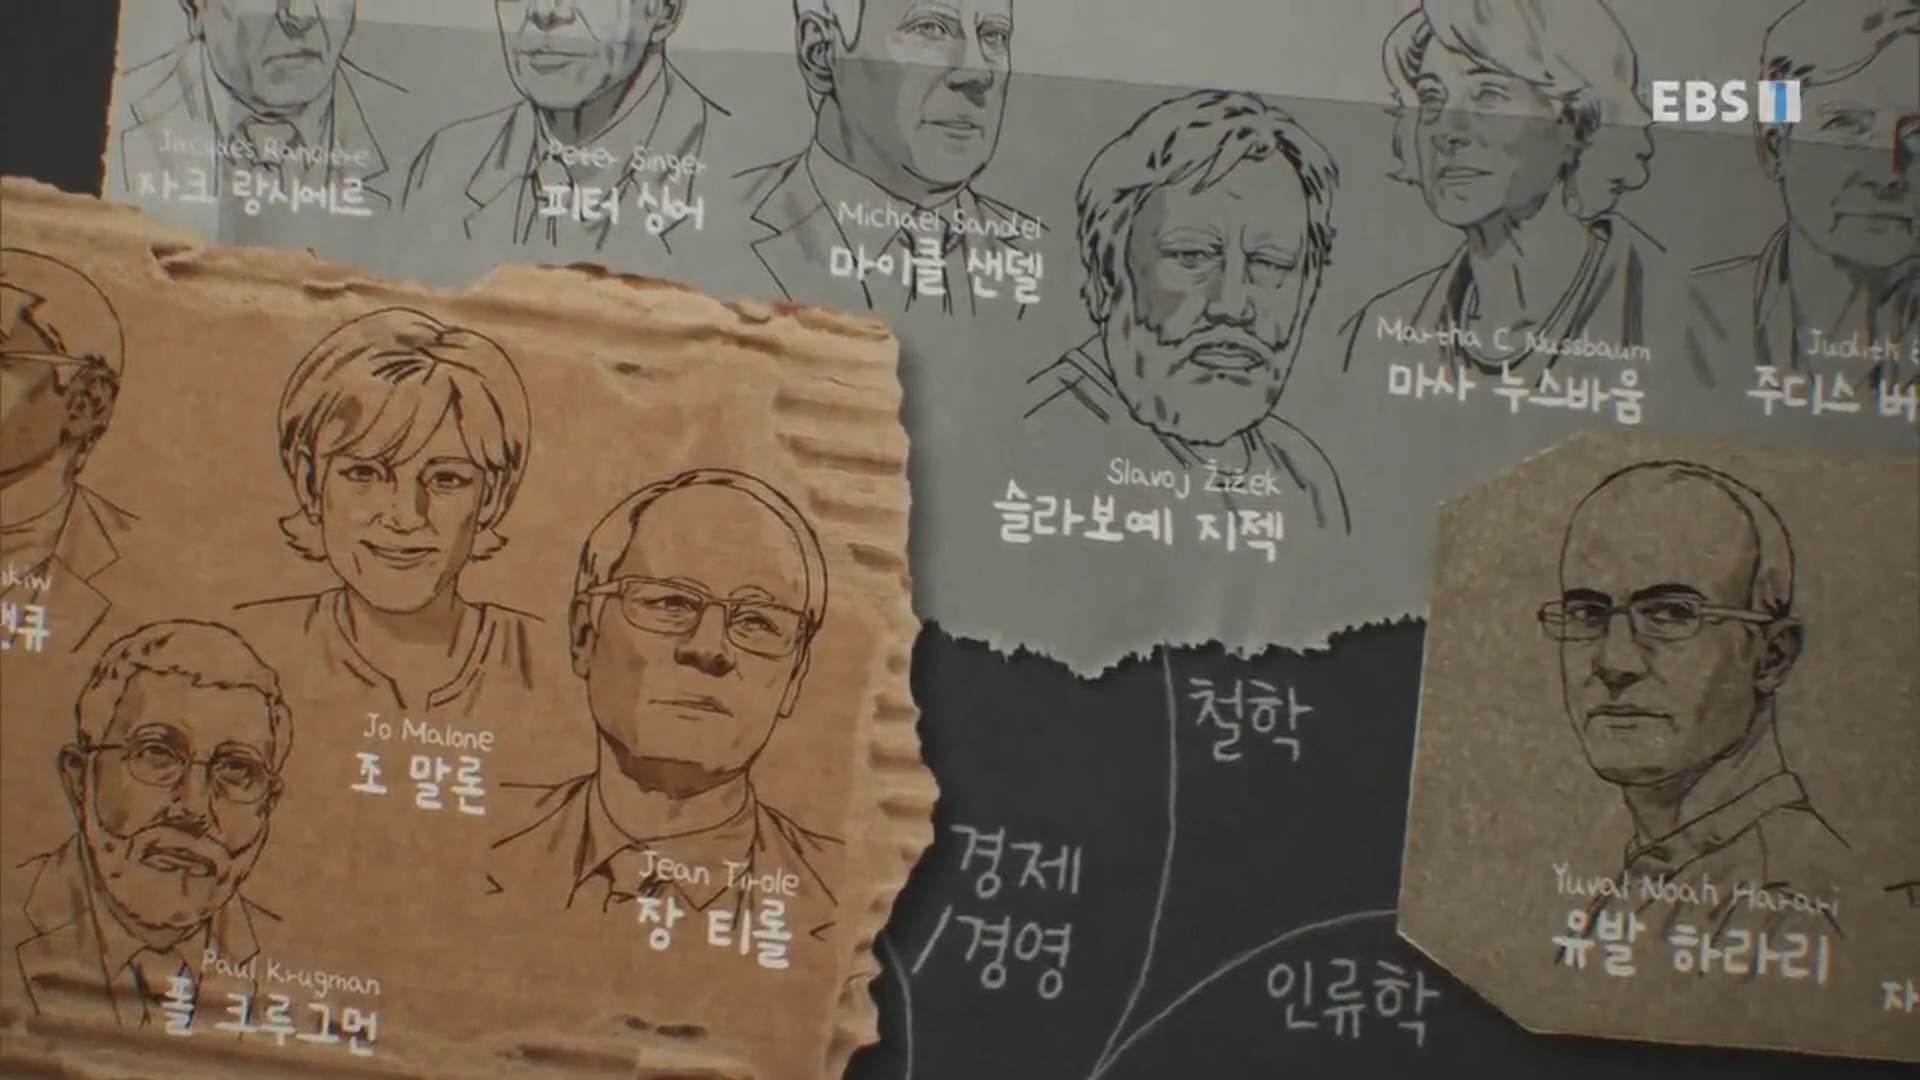 EBS 1
Jacques Rancière
자크 랑시에르
Peter Singer
피터 싱어
Michael Sandel
마이클 샌델
Martha C. Nussbaum
마사 누스바움
Judith
주디스 버
Slavoj Žižek
슬라보예 지젝
kiw
맨큐
Jo Malone
조 말론
Jean Tirole
장 티롤
Paul Krugman
폴 크루그먼
철학
경제
/경영
인류학
Yuval Noah Harari
유발 하라리